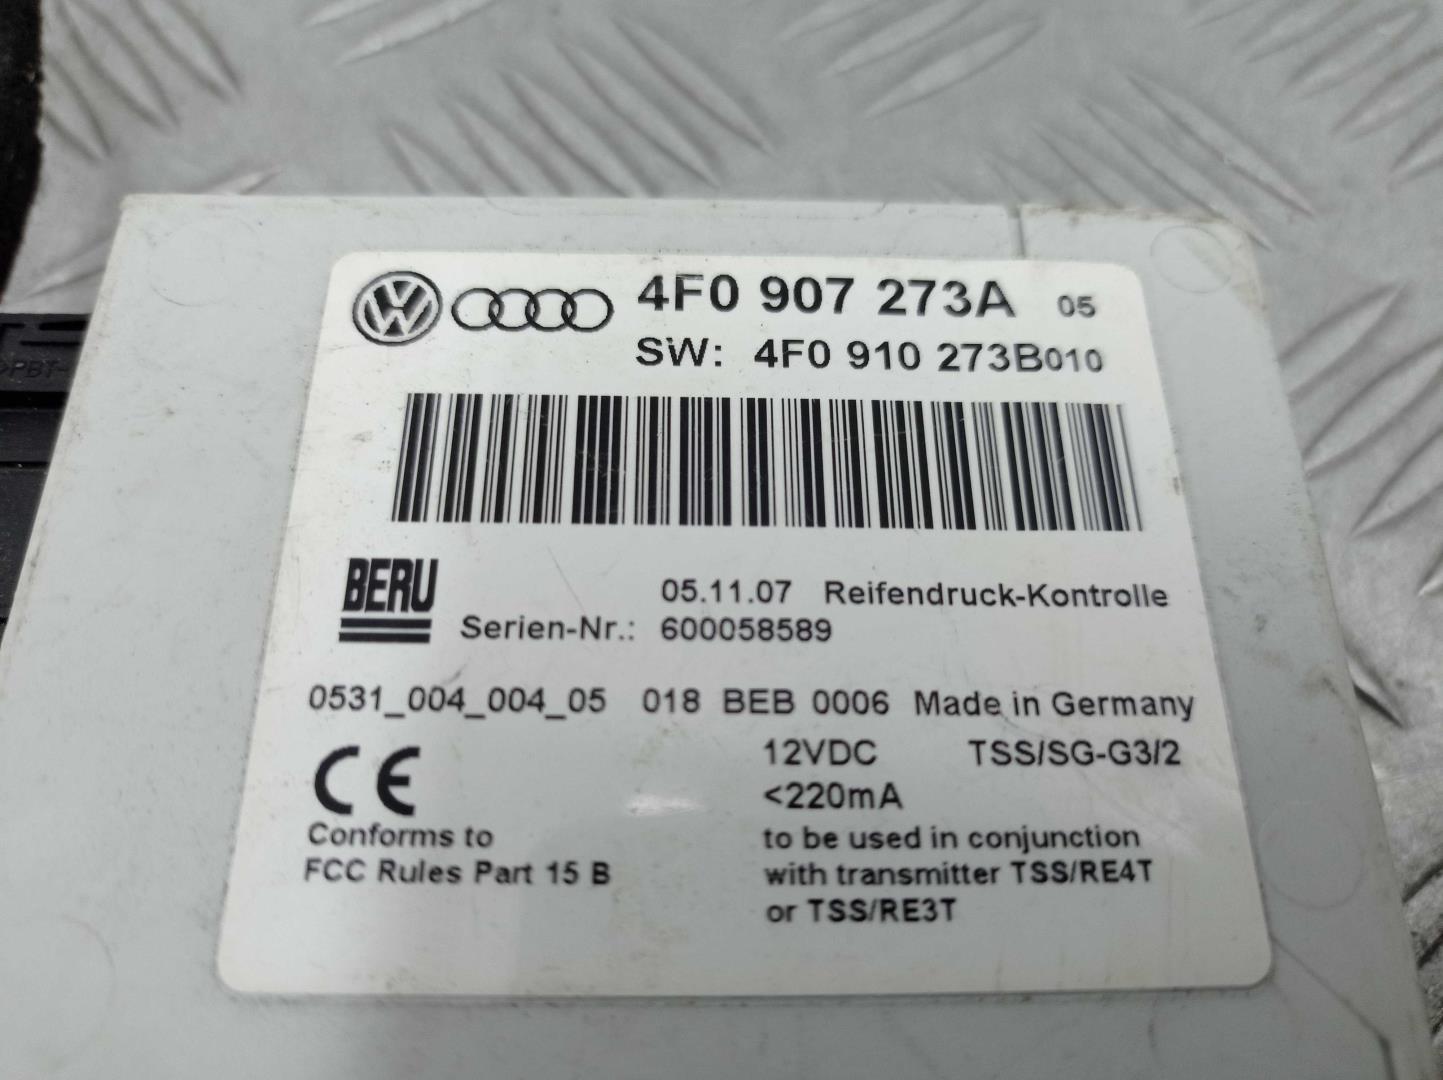 4F0 907 273A 05
SW: 4F0 910 273B010
>PBT-
BERU
05.11.07 Reifendruck-Kontrolle
Serien-Nr.: 600058589
0531_004_004_05 018 BEB 0006 Made in Germany
CE
12VDC TSS/SG-G3/2
<220mA
Conforms to
FCC Rules Part 15 B
to be used in conjunction
with transmitter TSS/RE4T
or TSS/RE3T